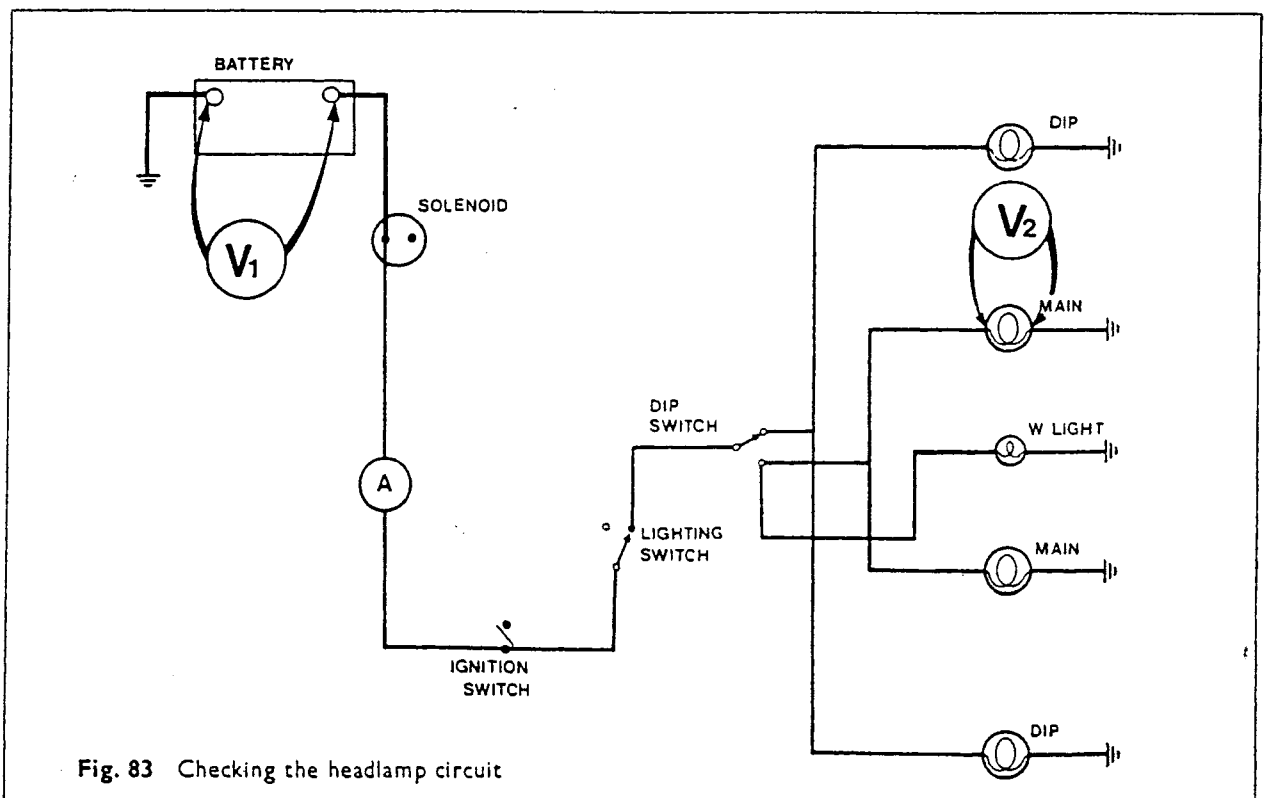 BATTERY
SOLENOID
V1
A
IGNITION
SWITCH
LIGHTING
SWITCH
DIP
SWITCH
DIP
V2
MAIN
W LIGHT
MAIN
DIP
Fig. 83 Checking the headlamp circuit